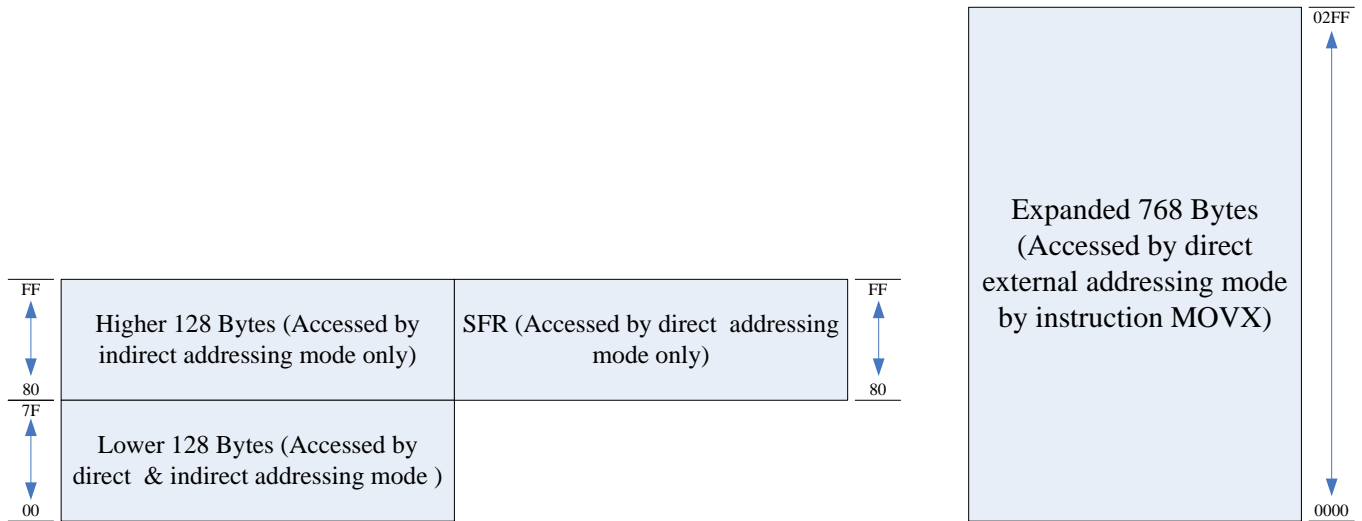 02FF
Expanded 768 Bytes
(Accessed by direct
external addressing mode
by instruction MOVX)
0000
FF
Higher 128 Bytes (Accessed by
indirect addressing mode only)
80
SFR (Accessed by direct addressing
mode only)
FF
80
7F
Lower 128 Bytes (Accessed by
direct & indirect addressing mode )
00